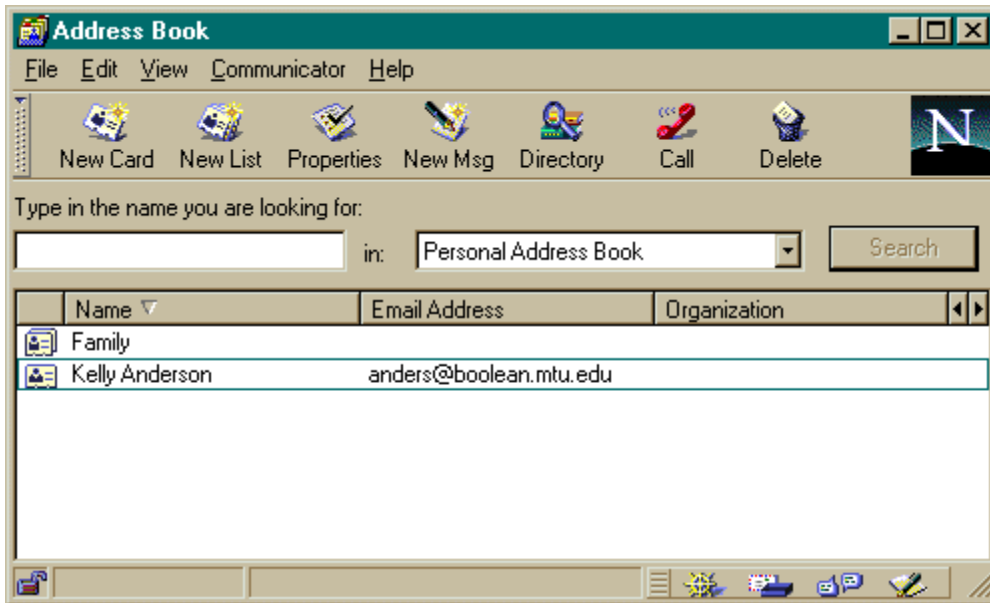 Address Book
File Edit View Communicator Help
New Card New List Properties New Msg Directory Call Delete N
Type in the name you are looking for:
in: Personal Address Book Search
Name Email Address Organization
Family
Kelly Anderson anders@boolean.mtu.edu